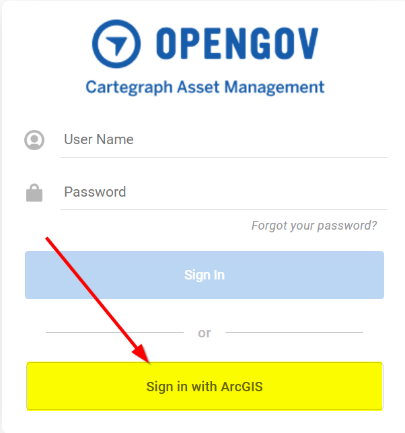 OPENGOV
Cartegraph Asset Management
User Name
Password
Forgot your password?
Sign In
or
Sign in with ArcGIS